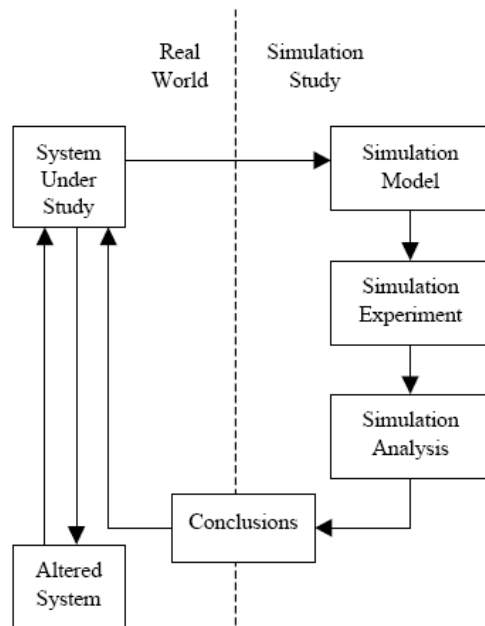 Real
World
Simulation
Study
System
Under
Study
Simulation
Model
Simulation
Experiment
Simulation
Analysis
Conclusions
Altered
System